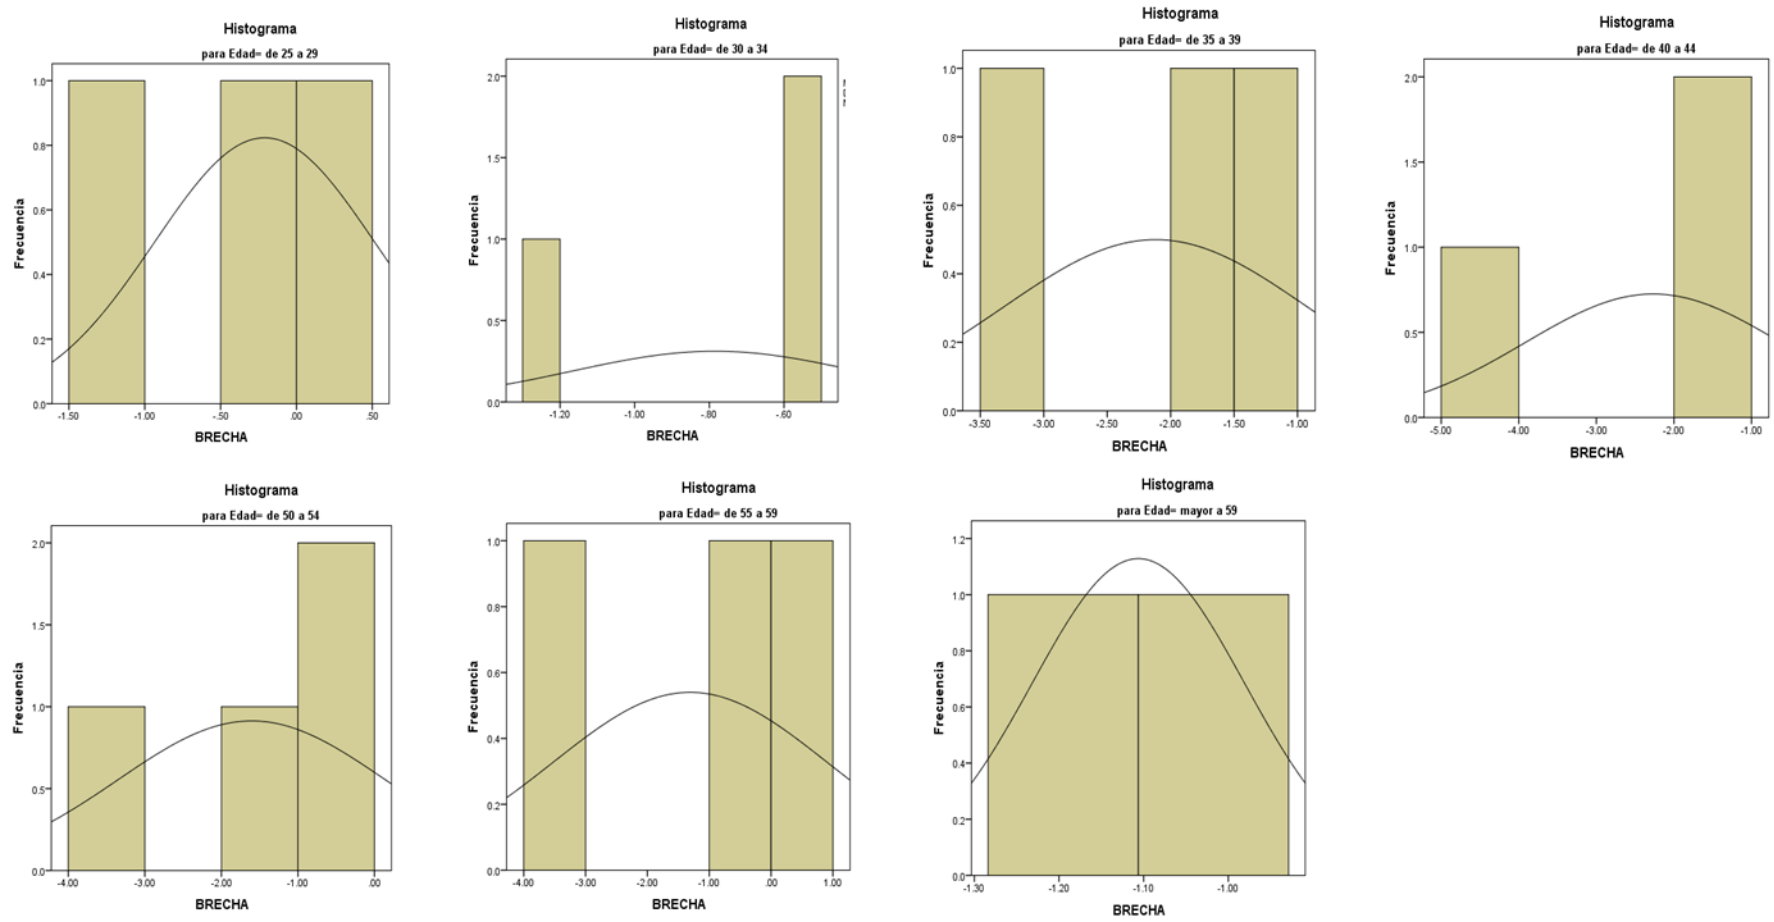 Histograma
para Edad= de 25 a 29
Frecuencia
1.0
0.8
0.6
0.4
0.2
0.0
-1.50 -1.00 -.50 .00 .50
BRECHA
Histograma
para Edad= de 30 a 34
Frecuencia
2.0
1.5
1.0
0.5
0.0
-1.20 -1.00 -.80 -.60
BRECHA
Histograma
para Edad= de 35 a 39
Frecuencia
1.0
0.8
0.6
0.4
0.2
0.0
-3.50 -3.00 -2.50 -2.00 -1.50 -1.00
BRECHA
Histograma
para Edad= de 40 a 44
Frecuencia
2.0
1.5
1.0
0.5
0.0
-5.00 -4.00 -3.00 -2.00 -1.00
BRECHA
Histograma
para Edad= de 50 a 54
Frecuencia
2.0
1.5
1.0
0.5
0.0
-4.00 -3.00 -2.00 -1.00 .00
BRECHA
Histograma
para Edad= de 55 a 59
Frecuencia
1.0
0.8
0.6
0.4
0.2
0.0
-4.00 -3.00 -2.00 -1.00 .00 1.00
BRECHA
Histograma
para Edad= mayor a 59
Frecuencia
1.2
1.0
0.8
0.6
0.4
0.2
0.0
-1.30 -1.20 -1.10 -1.00
BRECHA